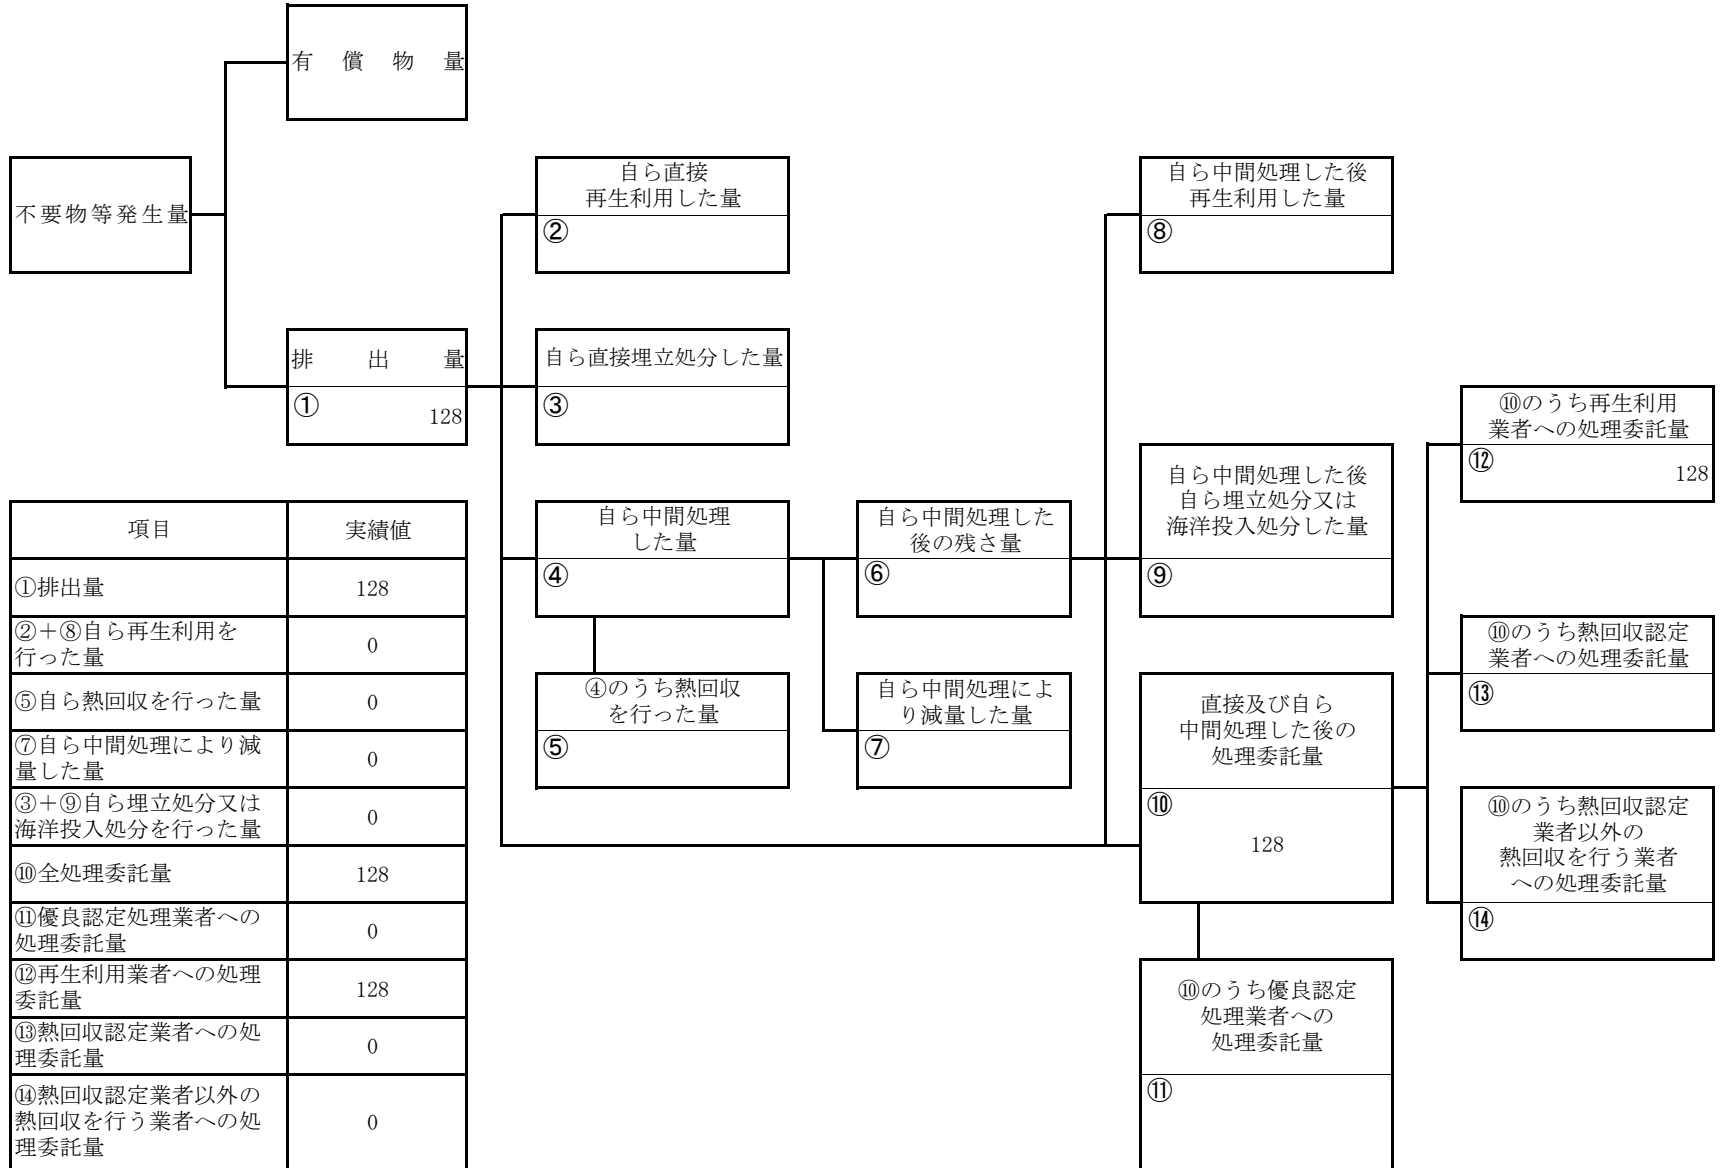 有償物量
不要物等発生量
自ら直接
再生利用した量
②
自ら中間処理した後
再生利用した量
⑧
排出量
①
128
自ら直接埋立処分した量
③
⑩のうち再生利用
業者への処理委託量
⑫
128
自ら中間処理した後
自ら埋立処分又は
海洋投入処分した量
⑨
自ら中間処理
した量
④
自ら中間処理した
後の残さ量
⑥
⑩のうち熱回収認定
業者への処理委託量
⑬
④のうち熱回収
を行った量
⑤
自ら中間処理によ
り減量した量
⑦
直接及び自ら
中間処理した後の
処理委託量
⑩
128
⑩のうち熱回収認定
業者以外の
熱回収を行う業者
への処理委託量
⑭
⑩のうち優良認定
処理業者への
処理委託量
⑪
項目 実績値
①排出量 128
②＋⑧自ら再生利用を
行った量 0
⑤自ら熱回収を行った量 0
⑦自ら中間処理により減
量した量 0
③＋⑨自ら埋立処分又は
海洋投入処分を行った量 0
⑩全処理委託量 128
⑪優良認定処理業者への
処理委託量 0
⑫再生利用業者への処理
委託量 128
⑬熱回収認定業者への処
理委託量 0
⑭熱回収認定業者以外の
熱回収を行う業者への処 0
理委託量